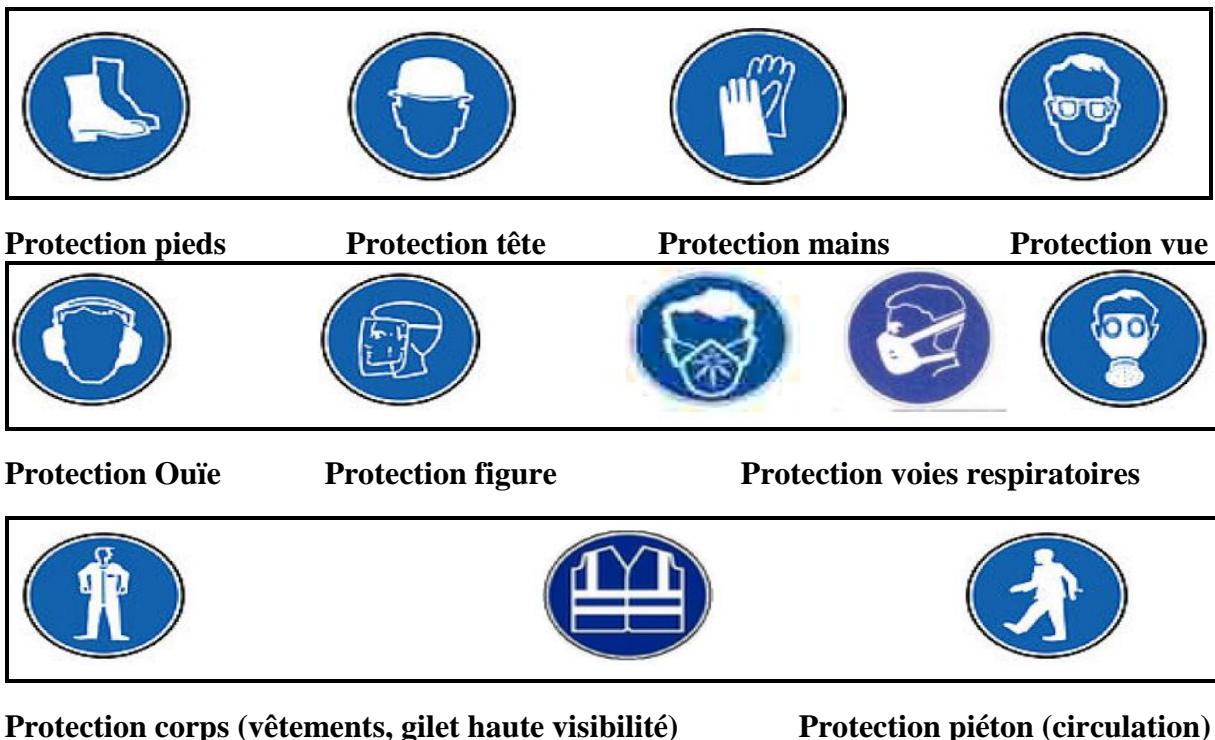 Protection pieds Protection tête Protection mains Protection vue
Protection Ouïe Protection figure Protection voies respiratoires
Protection corps (vêtements, gilet haute visibilité) Protection piéton (circulation)